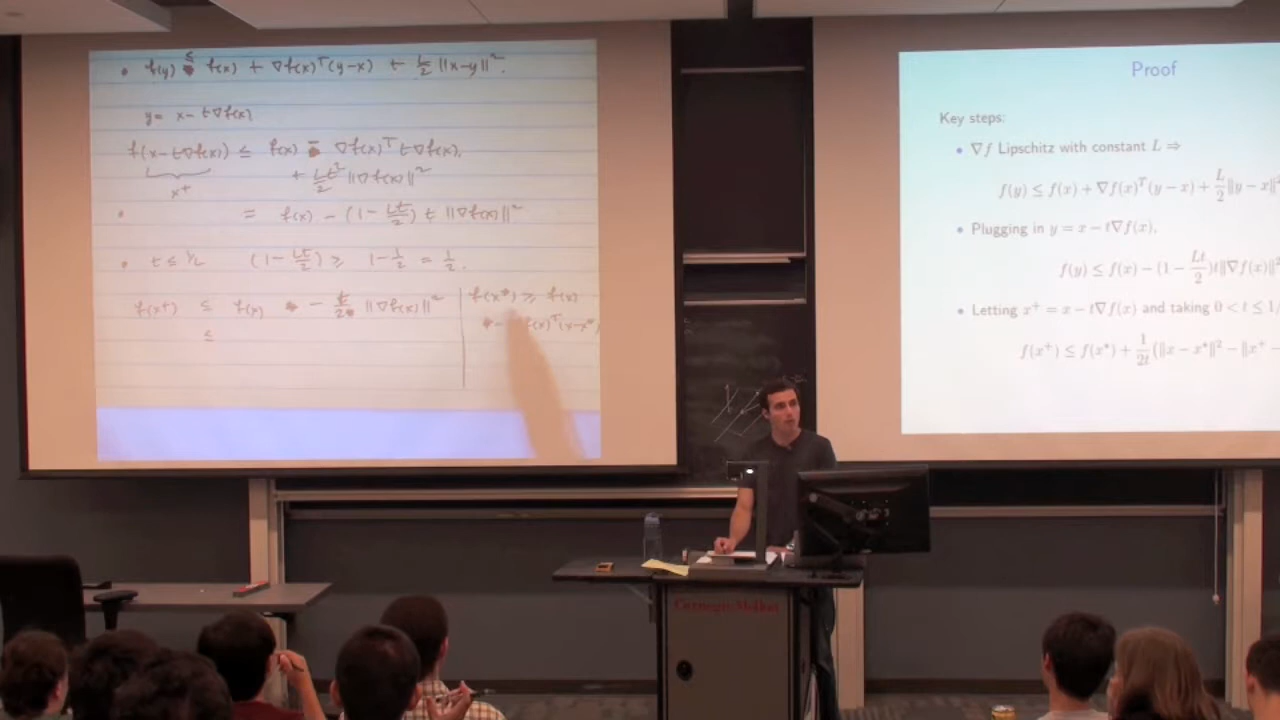 • f(y) ≤ f(x) + ∇f(x)ᵀ(y-x) + L/2 ||x-y||².
y = x - t∇f(x)
f(x-t∇f(x)) ≤ f(x) - ∇f(x)ᵀ t∇f(x),
x⁺
+ Lt²/2 ||∇f(x)||²
• = f(x) - (1 - Lt/2) t ||∇f(x)||²
• t ≤ 1/L (1 - Lt/2) ≥ 1 - 1/2 = 1/2.
f(x⁺) ≤ f(x) - t/2 ||∇f(x)||²
≤
f(x*) ≥ f(x)
f(x)ᵀ(x-x*)
Proof
Key steps:
• ∇f Lipschitz with constant L ⇒
f(y) ≤ f(x) + ∇f(x)ᵀ(y - x) + L/2 ||y - x||²
• Plugging in y = x - t∇f(x),
f(y) ≤ f(x) - (1 - Lt/2)t||∇f(x)||²
• Letting x⁺ = x - t∇f(x) and taking 0 < t ≤ 1/
f(x⁺) ≤ f(x*) + 1/2t (||x - x*||² - ||x⁺ -
Carnegie Mellon